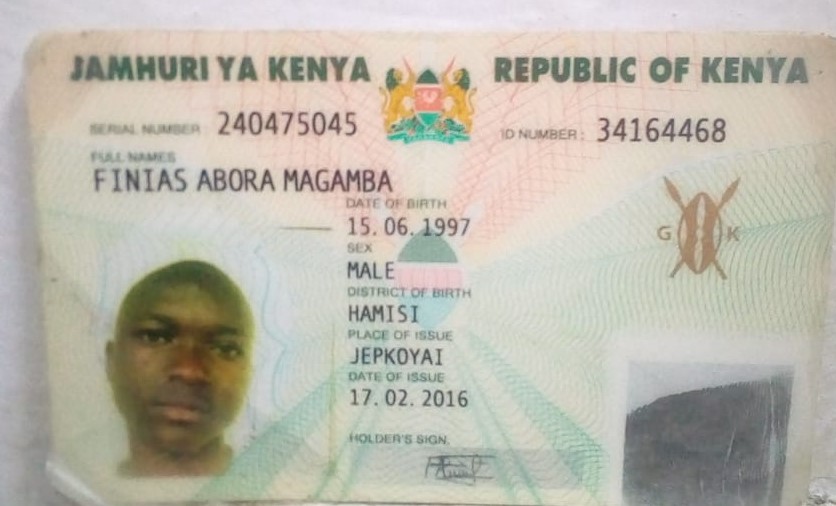 JAMHURI YA KENYA REPUBLIC OF KENYA
SERIAL NUMBER 240475045 ID NUMBER: 34164468
FULL NAMES
FINIAS ABORA MAGAMBA
DATE OF BIRTH
15.06.1997
SEX
MALE
DISTRICT OF BIRTH
HAMISI
PLACE OF ISSUE
JEPKOYAI
DATE OF ISSUE
17.02.2016
HOLDER'S SIGN.
G K